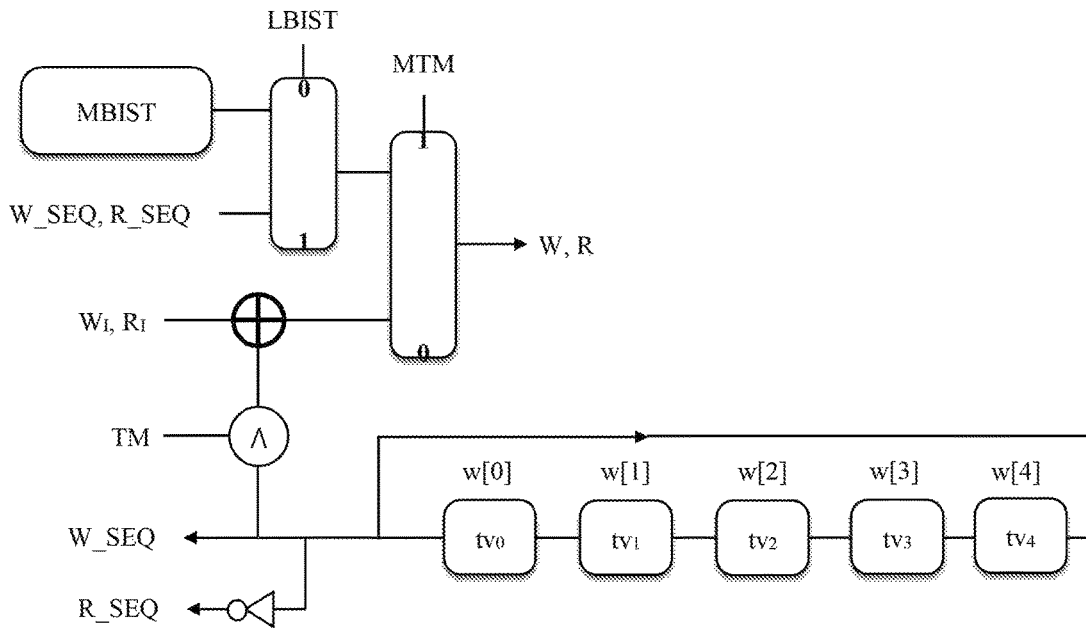 LBIST
MTM
0
MBIST
1
W_SEQ, R_SEQ
1
W, R
WI, RI
0
TM
∧
w[0] w[1] w[2] w[3] w[4]
W_SEQ
tv0 tv1 tv2 tv3 tv4
R_SEQ